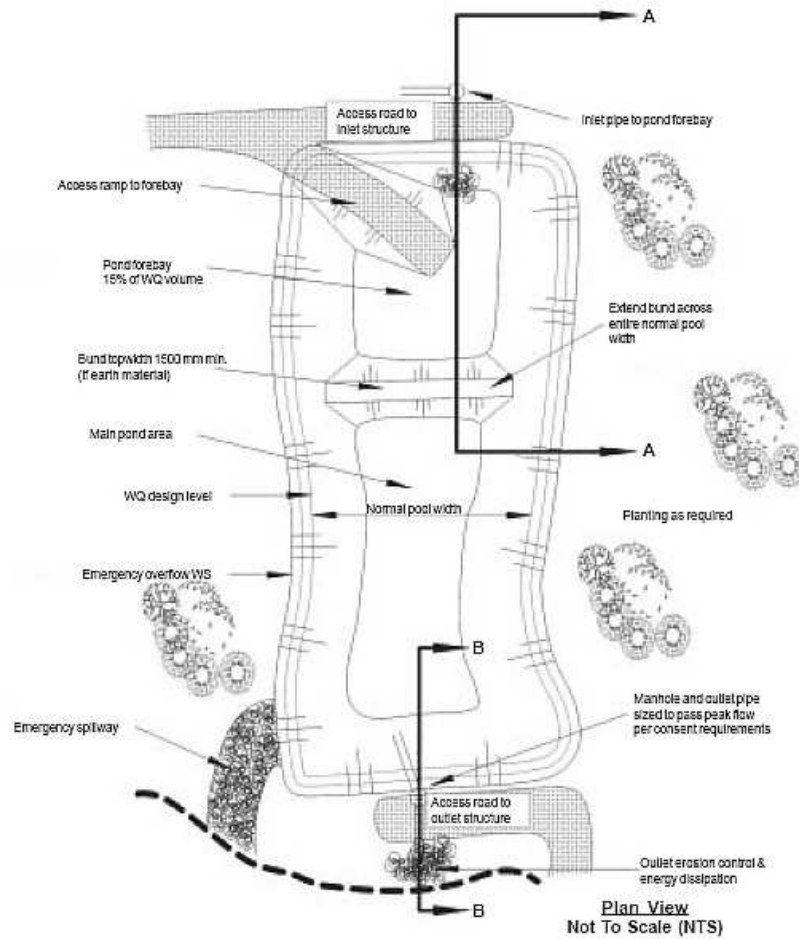 A
Access road to
inlet structure
Inlet pipe to pond forebay
Access ramp to forebay
Pond forebay
15% of WQ volume
Extend bund across
entire normal pool
width
Bund topwidth 1500 mm min.
(if earth material)
Main pond area
A
WQ design level
Normal pool width
Planting as required
Emergency overflow WS
B
Manhole and outlet pipe
sized to pass peak flow
per consent requirements
Emergency spillway
Access road to
outlet structure
Outlet erosion control &
energy dissipation
B
Plan View
Not To Scale (NTS)